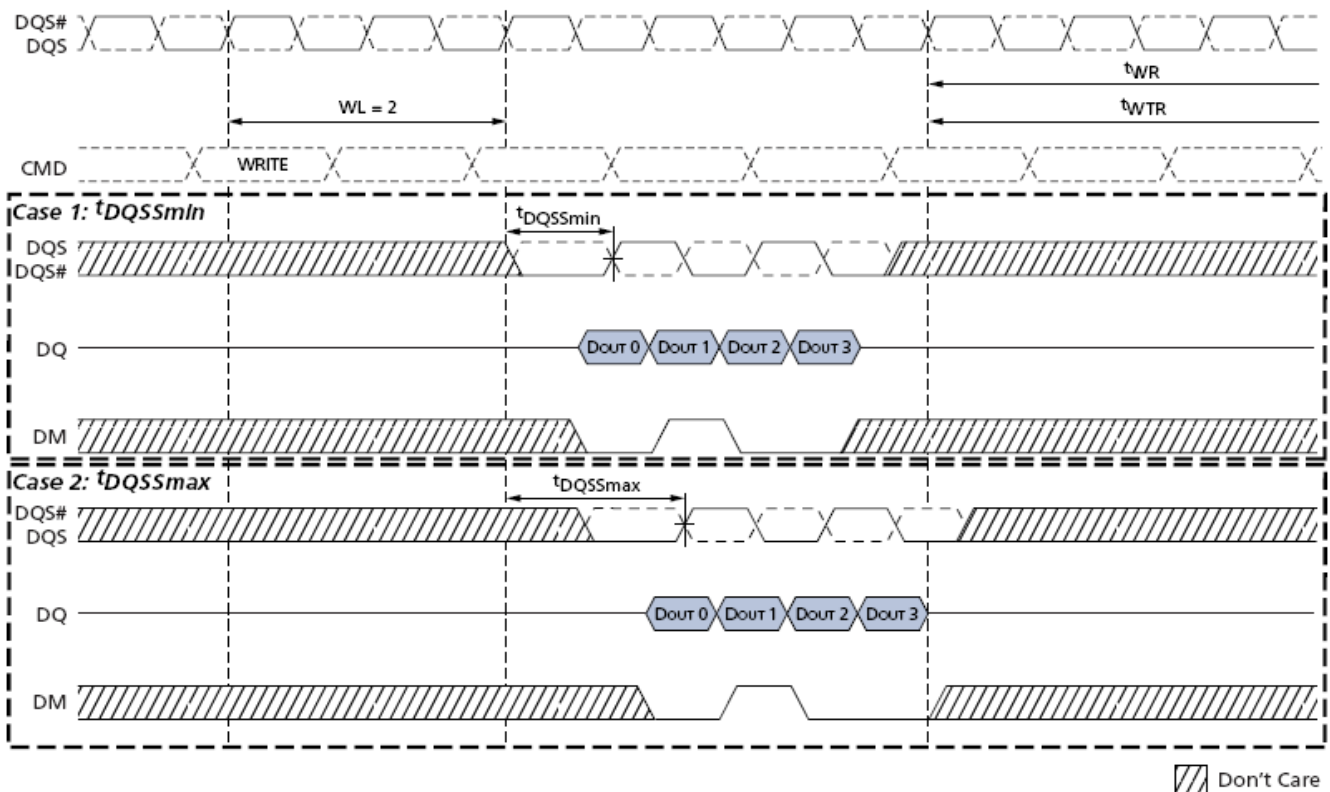 DQS#
DQS
tWR
WL = 2
tWTR
CMD
WRITE
Case 1: tDQSSmin
tDQSSmin
DQS
DQS#
DQ
DOUT 0 DOUT 1 DOUT 2 DOUT 3
DM
Case 2: tDQSSmax
tDQSSmax
DQS#
DQS
DQ
DOUT 0 DOUT 1 DOUT 2 DOUT 3
DM
Don't Care